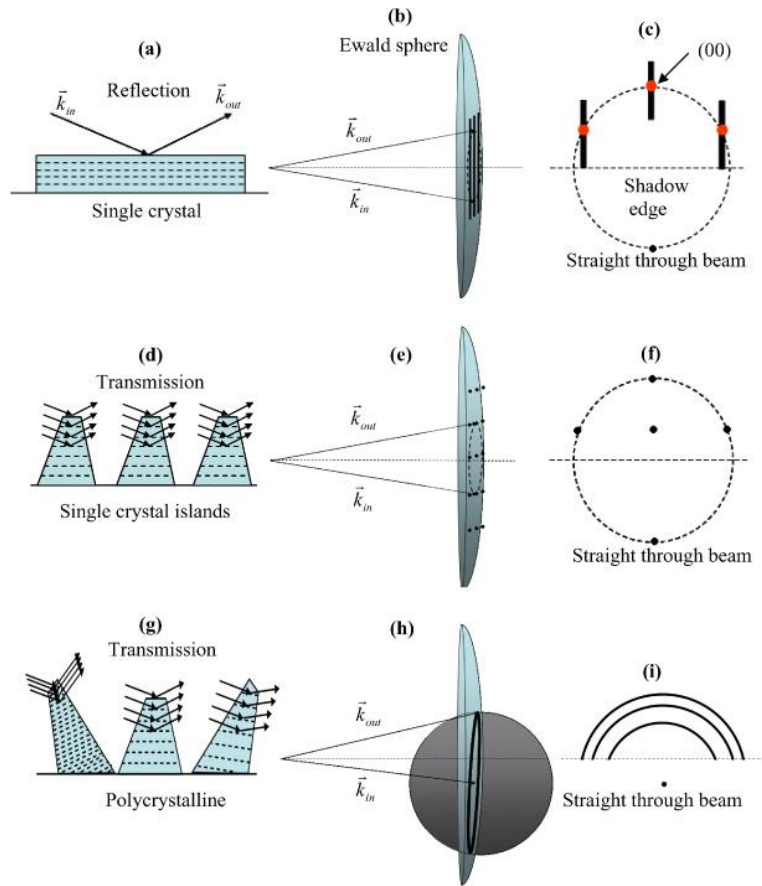 (a)
Reflection
k⃗in
k⃗out
Single crystal
(b)
Ewald sphere
k⃗out
k⃗in
(c)
(00)
Shadow
edge
Straight through beam
(d)
Transmission
Single crystal islands
(e)
k⃗out
k⃗in
(f)
Straight through beam
(g)
Transmission
Polycrystalline
(h)
k⃗out
k⃗in
(i)
Straight through beam